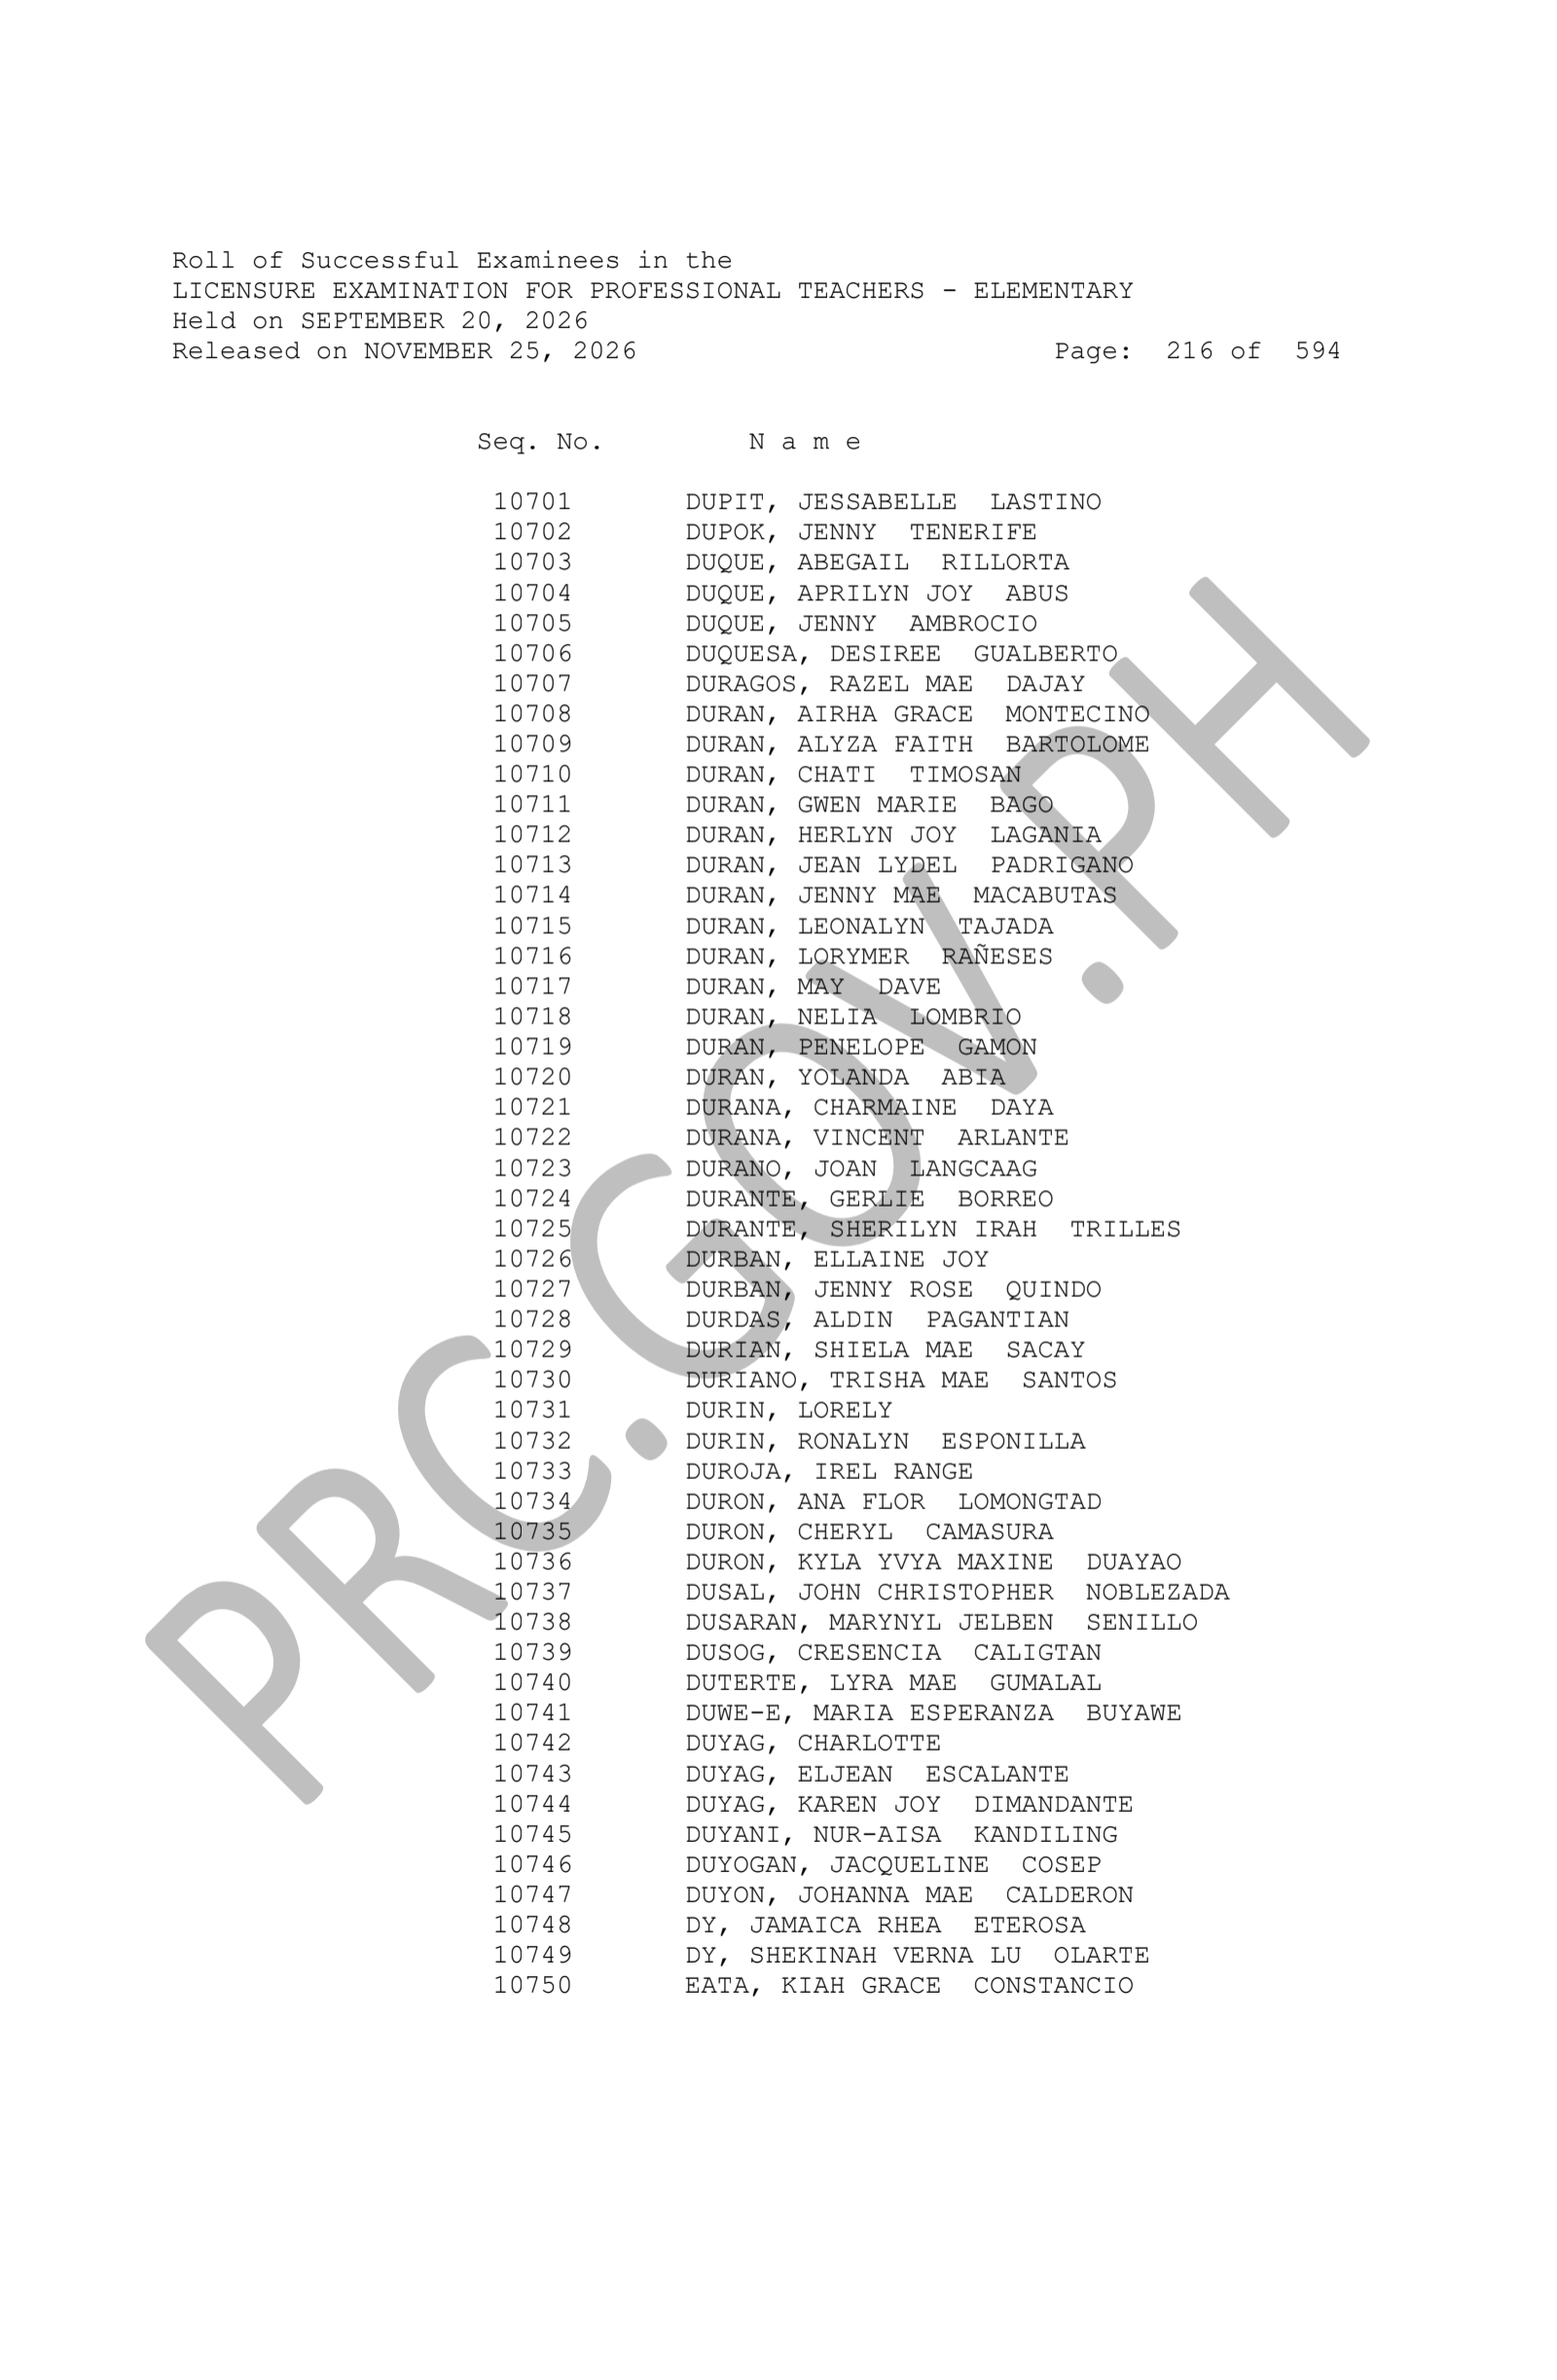 Roll of Successful Examinees in the
LICENSURE EXAMINATION FOR PROFESSIONAL TEACHERS - ELEMENTARY
Held on SEPTEMBER 20, 2026
Released on NOVEMBER 25, 2026 Page: 216 of 594
Seq. No. N a m e
10701 DUPIT, JESSABELLE LASTINO
10702 DUPOK, JENNY TENERIFE
10703 DUQUE, ABEGAIL RILLORTA
10704 DUQUE, APRILYN JOY ABUS
10705 DUQUE, JENNY AMBROCIO
10706 DUQUESA, DESIREE GUALBERTO
10707 DURAGOS, RAZEL MAE DAJAY
10708 DURAN, AIRHA GRACE MONTECINO
10709 DURAN, ALYZA FAITH BARTOLOME
10710 DURAN, CHATI TIMOSAN
10711 DURAN, GWEN MARIE BAGO
10712 DURAN, HERLYN JOY LAGANIA
10713 DURAN, JEAN LYDEL PADRIGANO
10714 DURAN, JENNY MAE MACABUTAS
10715 DURAN, LEONALYN TAJADA
10716 DURAN, LORYMER RAÑESES
10717 DURAN, MAY DAVE
10718 DURAN, NELIA LOMBRIO
10719 DURAN, PENELOPE GAMON
10720 DURAN, YOLANDA ABIA
10721 DURANA, CHARMAINE DAYA
10722 DURANA, VINCENT ARLANTE
10723 DURANO, JOAN LANGCAAG
10724 DURANTE, GERLIE BORREO
10725 DURANTE, SHERILYN IRAH TRILLES
10726 DURBAN, ELLAINE JOY
10727 DURBAN, JENNY ROSE QUINDO
10728 DURDAS, ALDIN PAGANTIAN
10729 DURIAN, SHIELA MAE SACAY
10730 DURIANO, TRISHA MAE SANTOS
10731 DURIN, LORELY
10732 DURIN, RONALYN ESPONILLA
10733 DUROJA, IREL RANGE
10734 DURON, ANA FLOR LOMONGTAD
10735 DURON, CHERYL CAMASURA
10736 DURON, KYLA YVYA MAXINE DUAYAO
10737 DUSAL, JOHN CHRISTOPHER NOBLEZADA
10738 DUSARAN, MARYNYL JELBEN SENILLO
10739 DUSOG, CRESENCIA CALIGTAN
10740 DUTERTE, LYRA MAE GUMALAL
10741 DUWE-E, MARIA ESPERANZA BUYAWE
10742 DUYAG, CHARLOTTE
10743 DUYAG, ELJEAN ESCALANTE
10744 DUYAG, KAREN JOY DIMANDANTE
10745 DUYANI, NUR-AISA KANDILING
10746 DUYOGAN, JACQUELINE COSEP
10747 DUYON, JOHANNA MAE CALDERON
10748 DY, JAMAICA RHEA ETEROSA
10749 DY, SHEKINAH VERNA LU OLARTE
10750 EATA, KIAH GRACE CONSTANCIO
PRC.GOV.PH